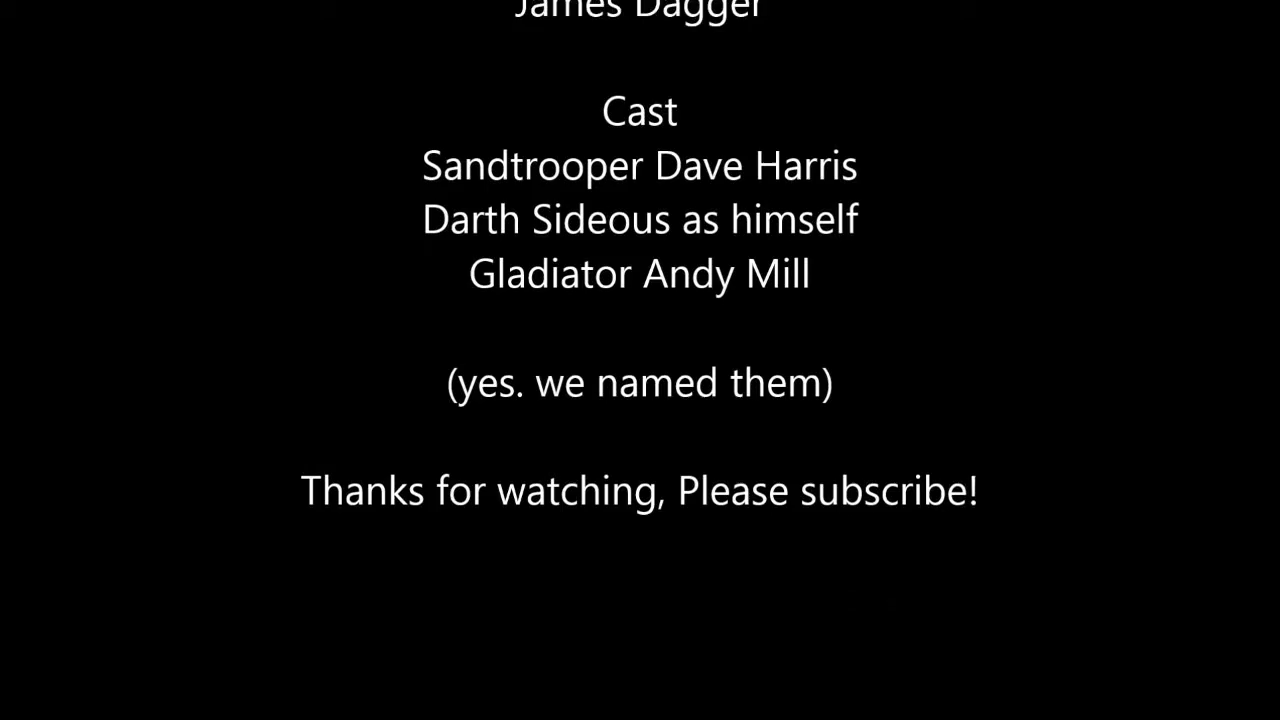 James Dagger
Cast
Sandtrooper Dave Harris
Darth Sideous as himself
Gladiator Andy Mill
(yes. we named them)
Thanks for watching, Please subscribe!